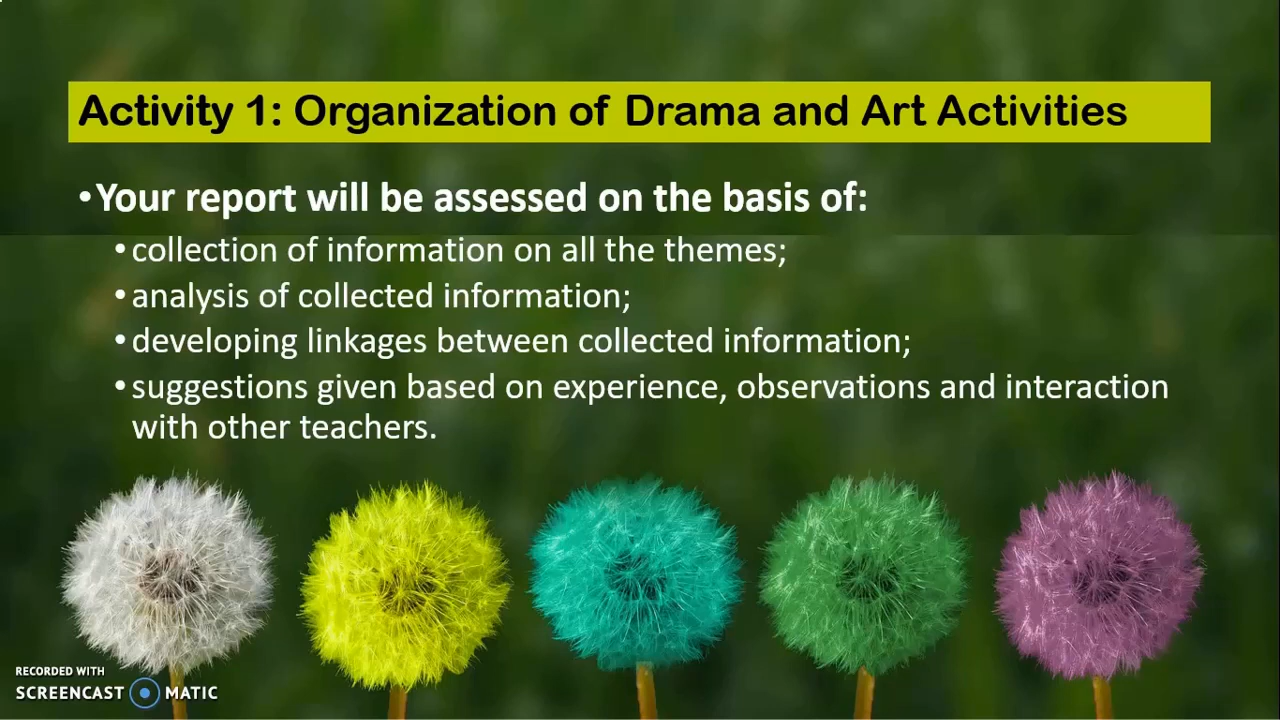 Activity 1: Organization of Drama and Art Activities
•Your report will be assessed on the basis of:
•collection of information on all the themes;
•analysis of collected information;
•developing linkages between collected information;
•suggestions given based on experience, observations and interaction
with other teachers.
RECORDED WITH
SCREENCAST MATIC